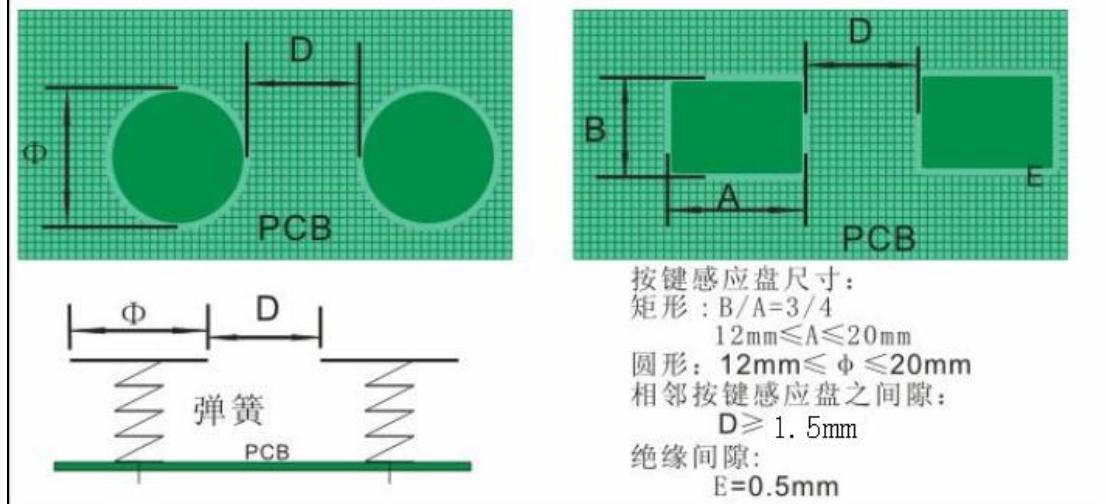 D
Φ
PCB
D
B
A
E
PCB
Φ
D
弹簧
PCB
按键感应盘尺寸：
矩形：B/A=3/4
12mm≤A≤20mm
圆形：12mm≤ф≤20mm
相邻按键感应盘之间隙：
D≥1.5mm
绝缘间隙:
E=0.5mm